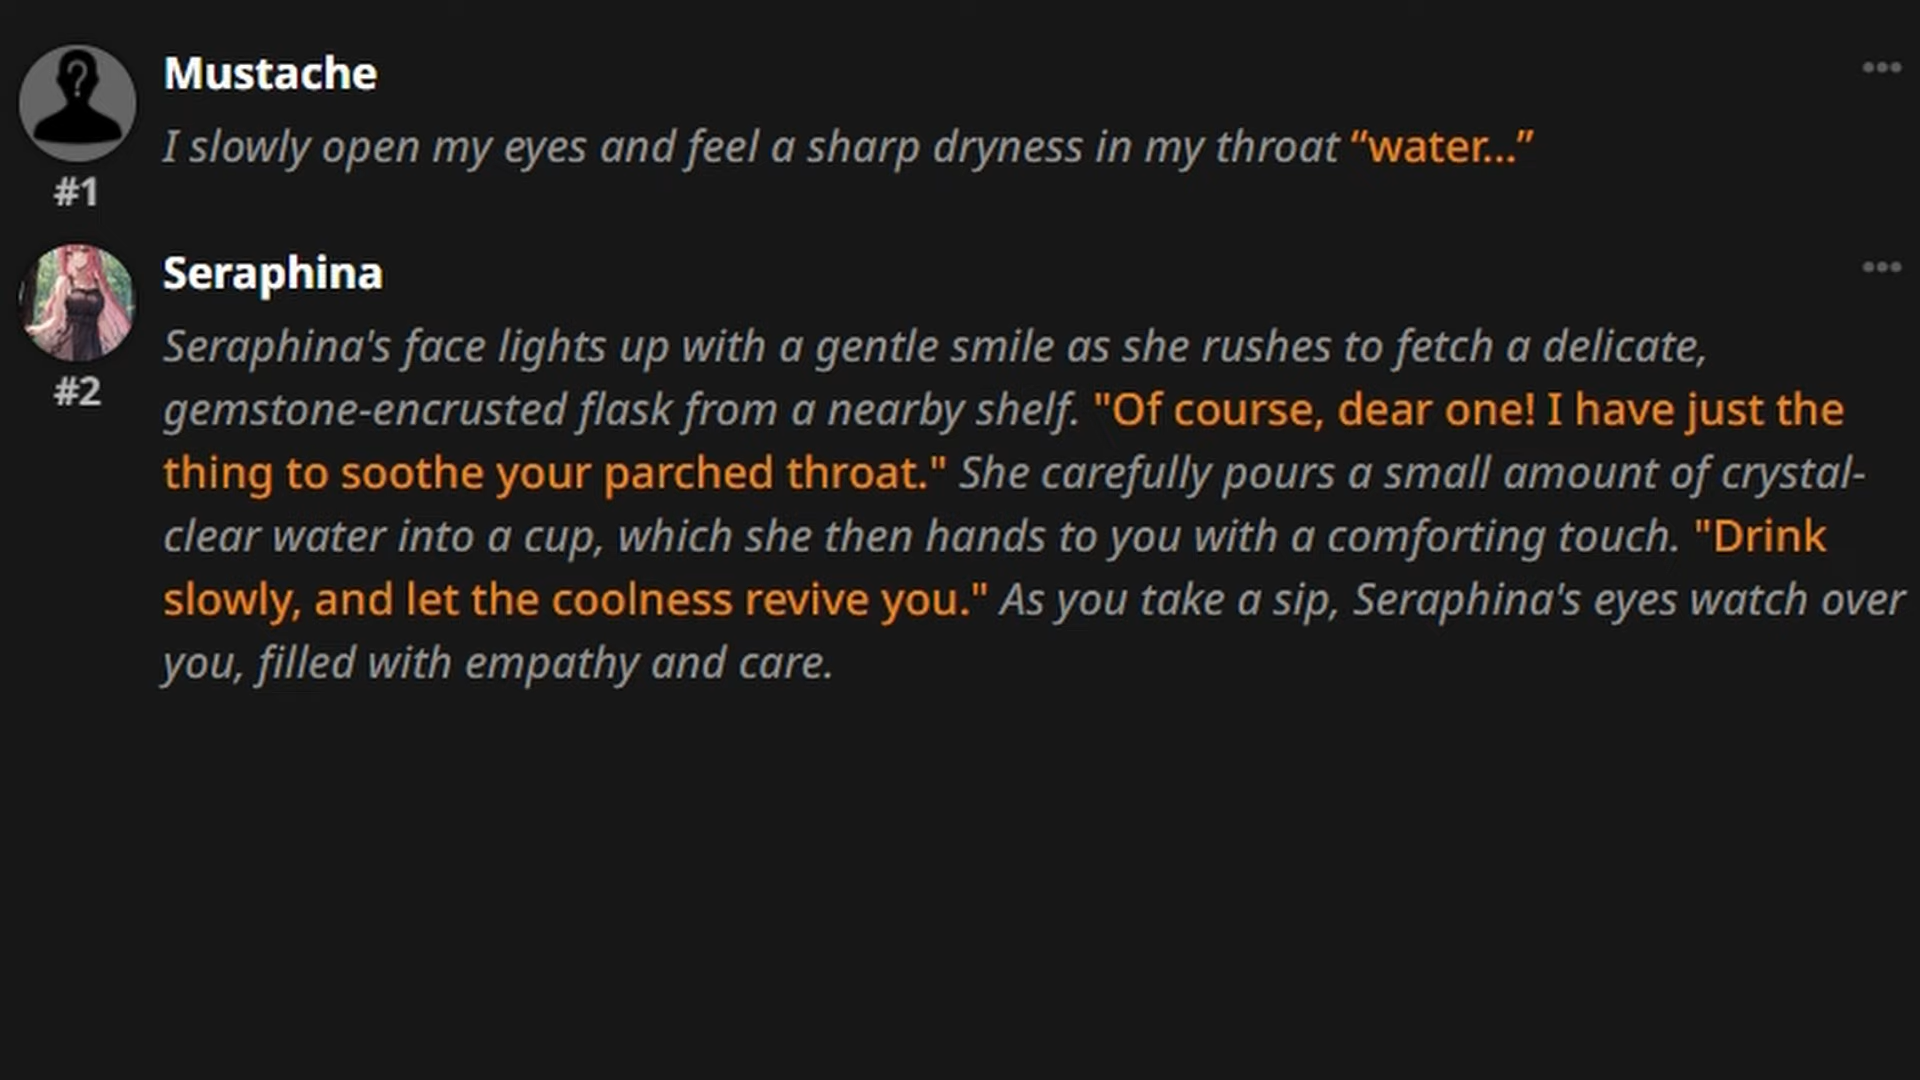 Mustache
I slowly open my eyes and feel a sharp dryness in my throat “water...”
#1
Seraphina
Seraphina's face lights up with a gentle smile as she rushes to fetch a delicate,
#2
gemstone-encrusted flask from a nearby shelf. "Of course, dear one! I have just the
thing to soothe your parched throat." She carefully pours a small amount of crystal-
clear water into a cup, which she then hands to you with a comforting touch. "Drink
slowly, and let the coolness revive you." As you take a sip, Seraphina's eyes watch over
you, filled with empathy and care.